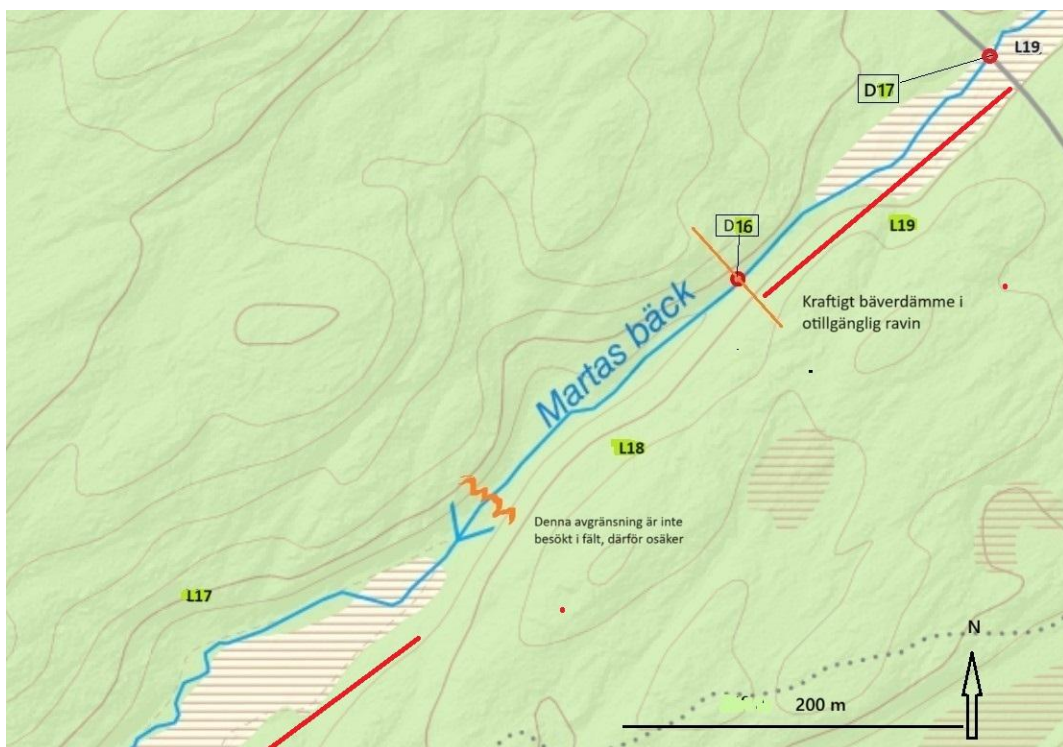 L19
D17
D16
L19
Kraftigt bäverdämme i
otillgänglig ravin
Martas bäck
L18
Denna avgränsning är inte
besökt i fält, därför osäker
L17
N
200 m